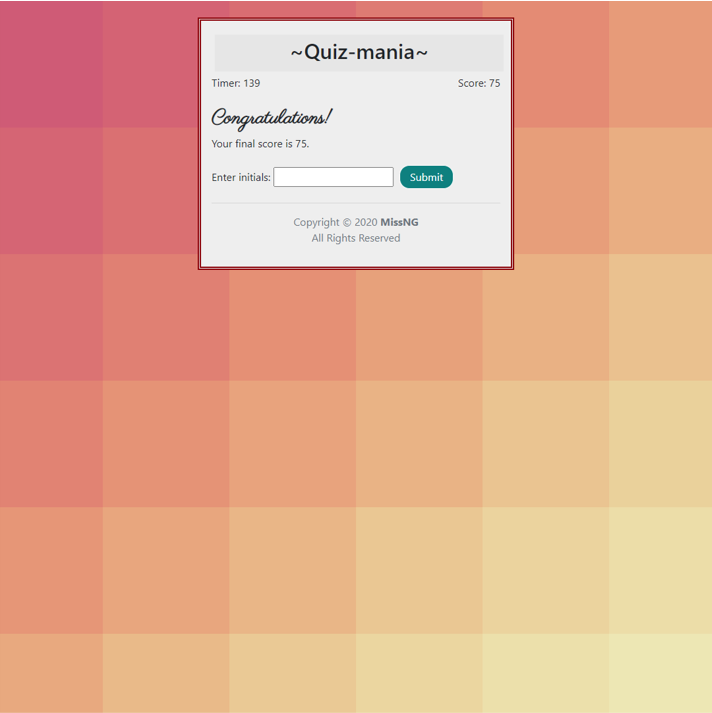 ~Quiz-mania~
Timer: 139 Score: 75
Congratulations!
Your final score is 75.
Enter initials: Submit
Copyright © 2020 MissNG
All Rights Reserved